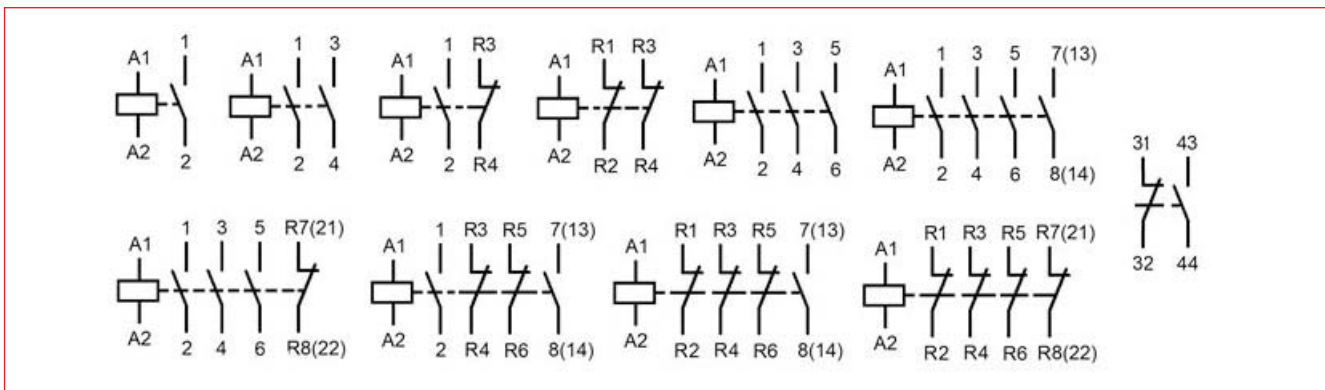 A1 1
A2 2
A1 1 3
A2 2 4
A1 1 R3
A2 2 R4
A1 R1 R3
A2 R2 R4
A1 1 3 5
A2 2 4 6
A1 1 3 5 7(13)
A2 2 4 6 8(14)
31 43
32 44
A1 1 3 5 R7(21)
A2 2 4 6 R8(22)
A1 1 R3 R5 7(13)
A2 2 R4 R6 8(14)
A1 R1 R3 R5 7(13)
A2 R2 R4 R6 8(14)
A1 R1 R3 R5 R7(21)
A2 R2 R4 R6 R8(22)